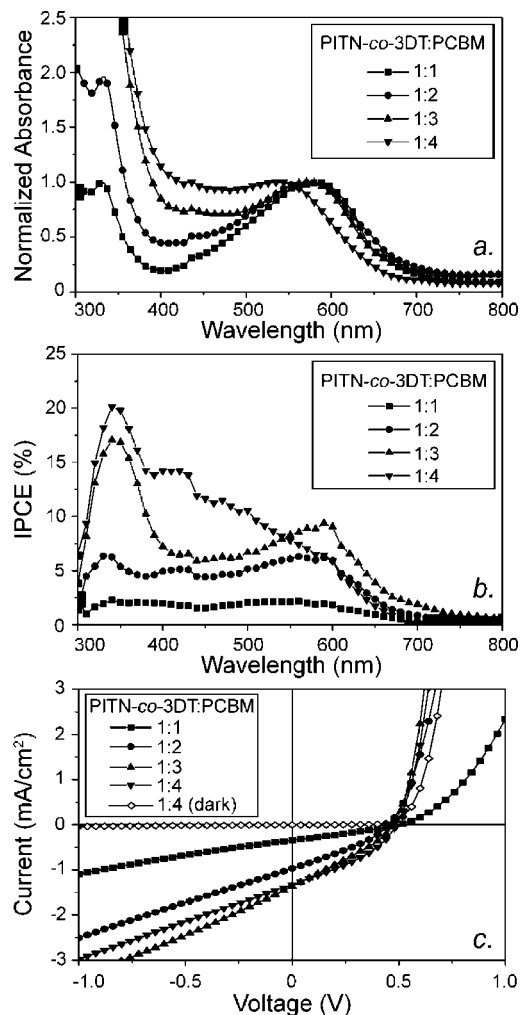 2.5
2.0
1.5
1.0
0.5
0.0
Normalized Absorbance
PITN-co-3DT:PCBM
1:1
1:2
1:3
1:4
a.
300 400 500 600 700 800
Wavelength (nm)
25
20
15
10
5
0
IPCE (%)
PITN-co-3DT:PCBM
1:1
1:2
1:3
1:4
b.
300 400 500 600 700 800
Wavelength (nm)
3
2
1
0
-1
-2
-3
Current (mA/cm²)
PITN-co-3DT:PCBM
1:1
1:2
1:3
1:4
1:4 (dark)
c.
-1.0 -0.5 0 0.5 1.0
Voltage (V)